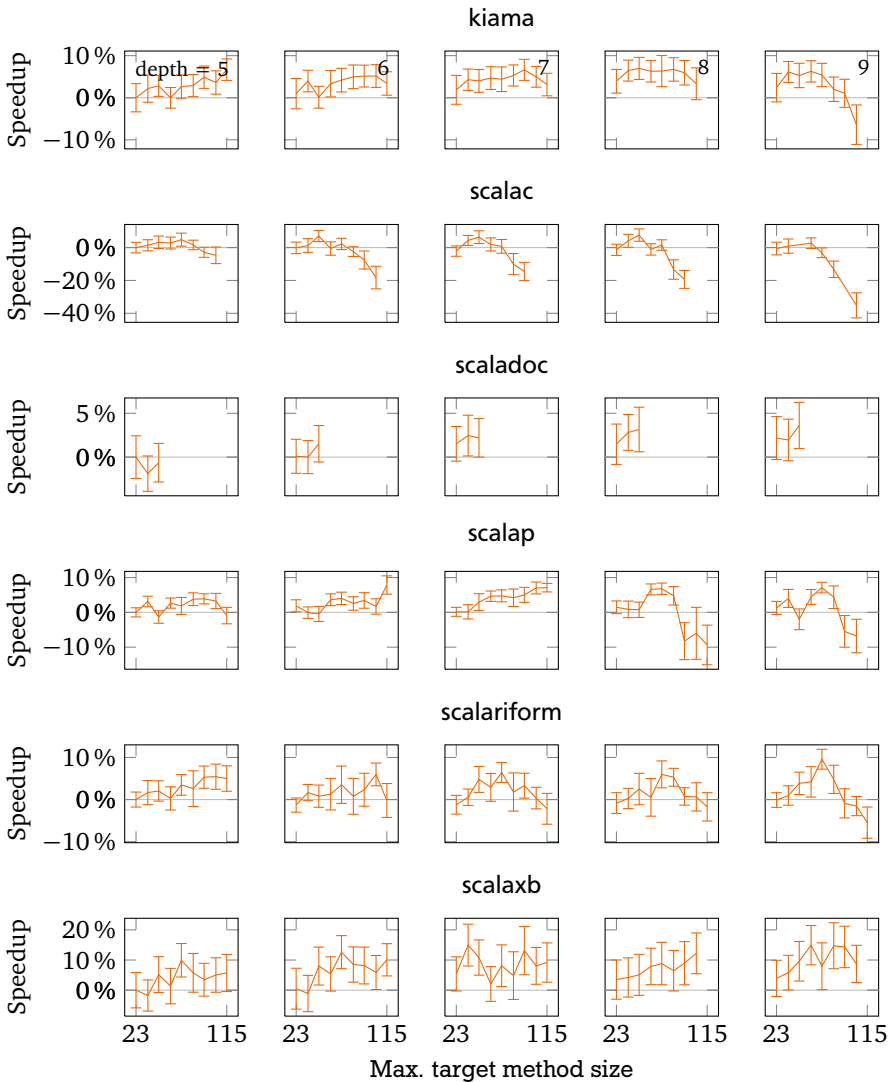 kiama
Speedup
10 %
0 %
−10 %
depth = 5
6
7
8
9
scalac
Speedup
0 %
−20 %
−40 %
scaladoc
Speedup
5 %
0 %
scalap
Speedup
10 %
0 %
−10 %
scalariform
Speedup
10 %
0 %
−10 %
scalaxb
Speedup
20 %
10 %
0 %
23 115 23 115 23 115 23 115 23 115
Max. target method size